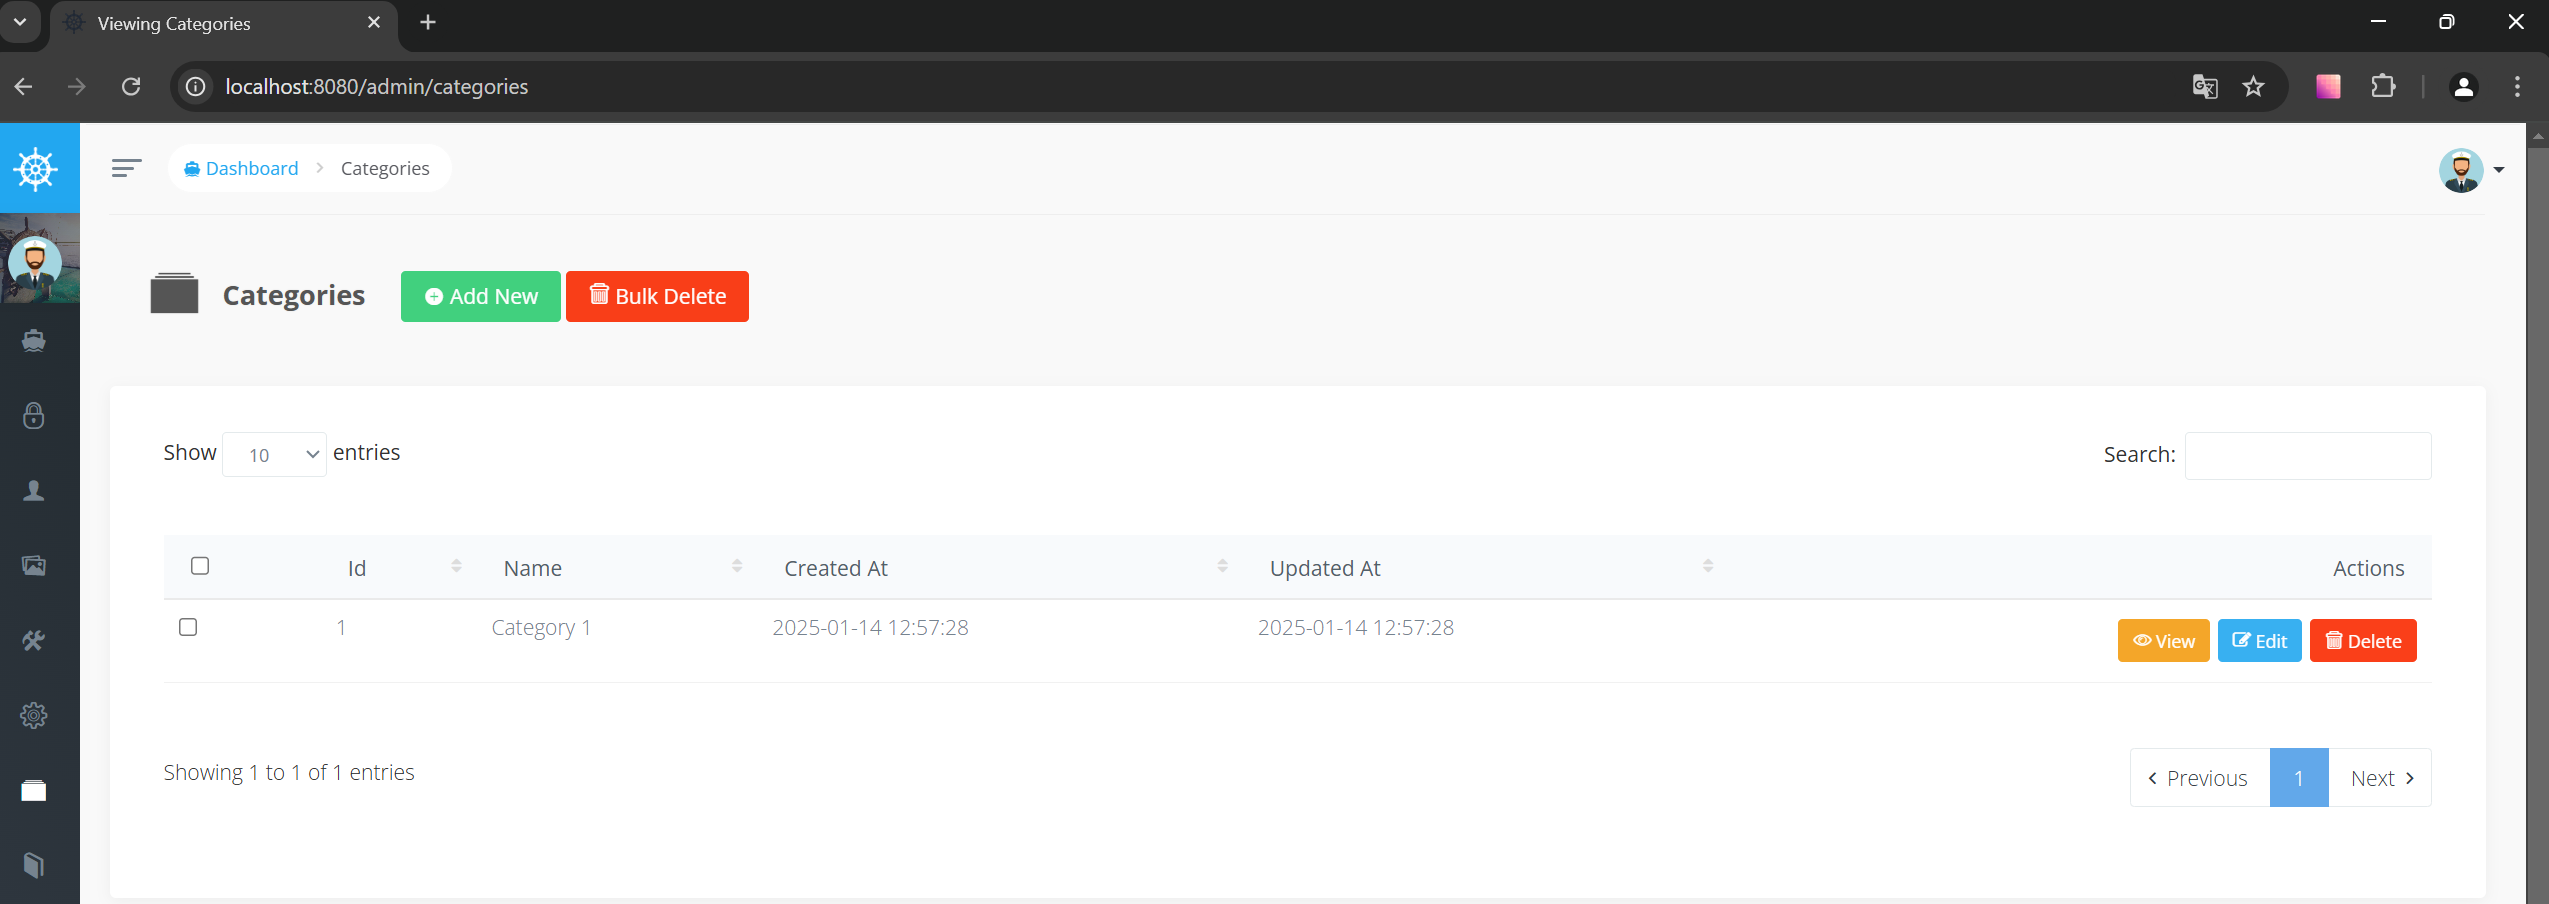 Viewing Categories
localhost:8080/admin/categories
Dashboard > Categories
Categories Add New Bulk Delete
Show 10 entries Search:
Id Name Created At Updated At Actions
1 Category 1 2025-01-14 12:57:28 2025-01-14 12:57:28 View Edit Delete
Showing 1 to 1 of 1 entries Previous 1 Next